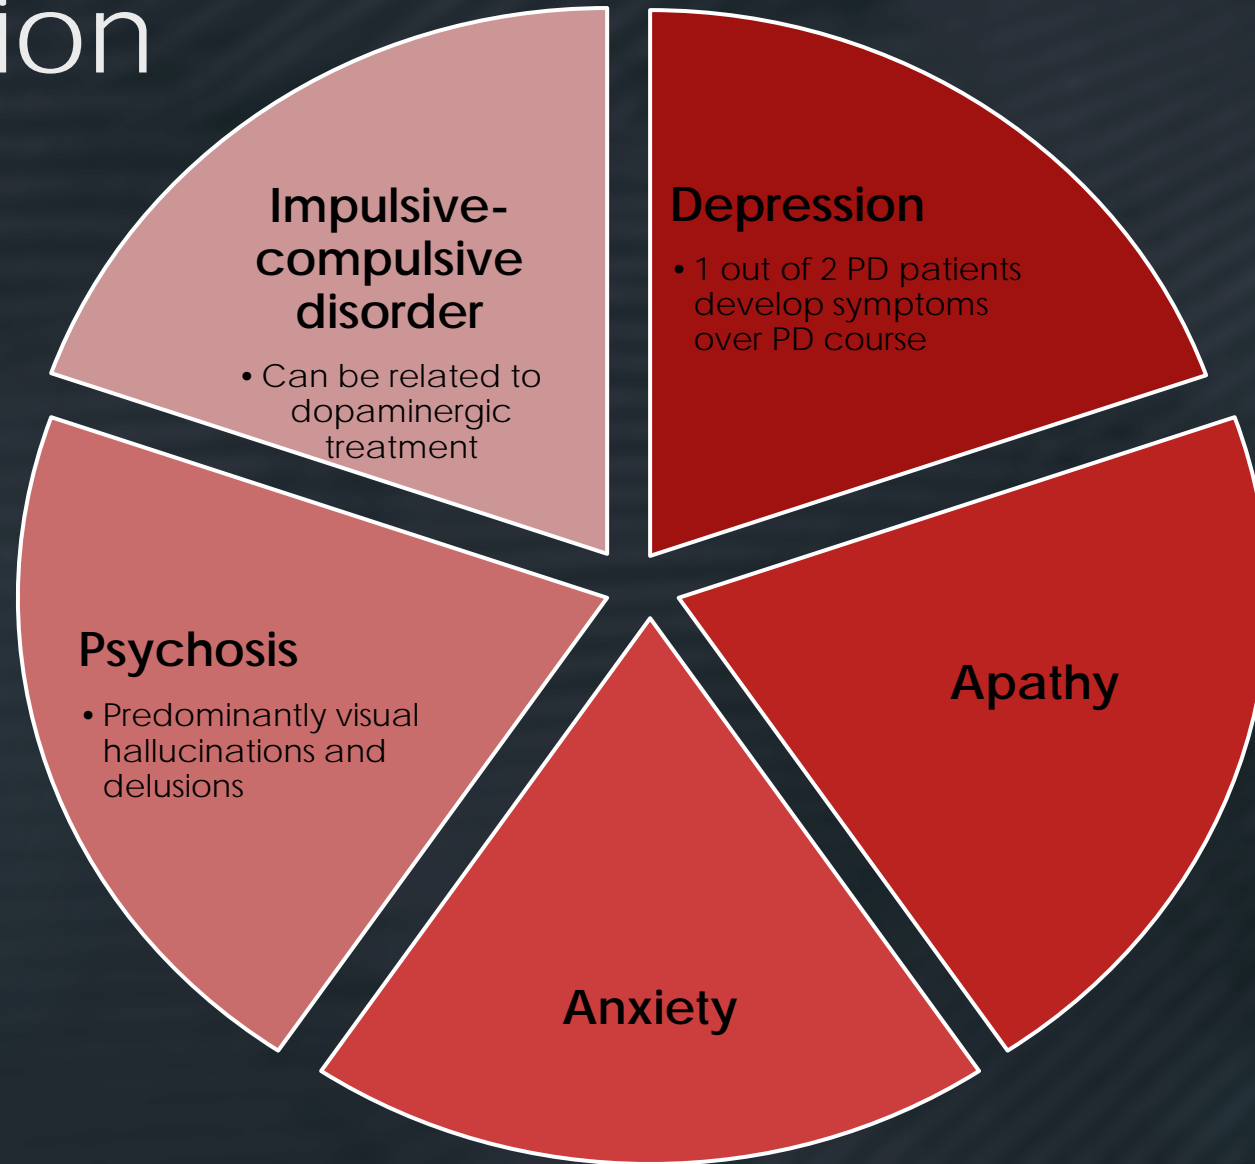 ion
Impulsive-
compulsive
disorder
• Can be related to
dopaminergic
treatment
Depression
• 1 out of 2 PD patients
develop symptoms
over PD course
Psychosis
• Predominantly visual
hallucinations and
delusions
Apathy
Anxiety